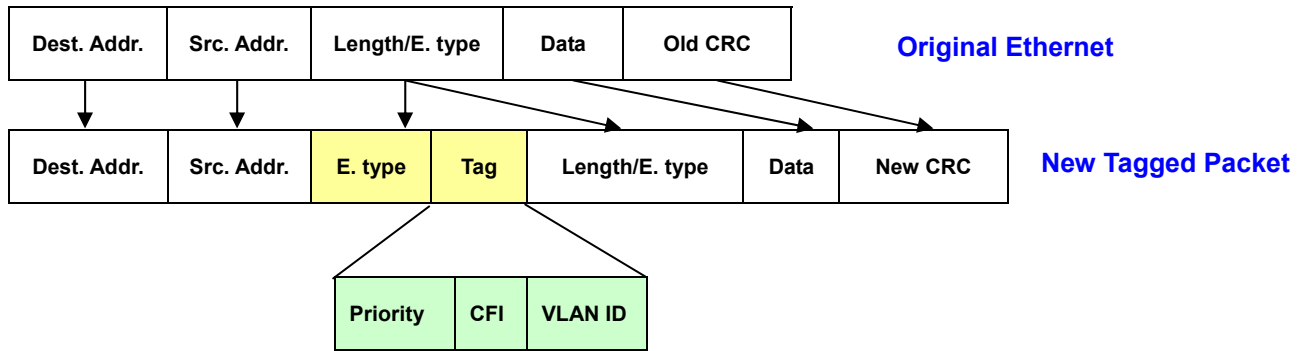 Dest. Addr. Src. Addr. Length/E. type Data Old CRC Original Ethernet
Dest. Addr. Src. Addr. E. type Tag Length/E. type Data New CRC New Tagged Packet
Priority CFI VLAN ID